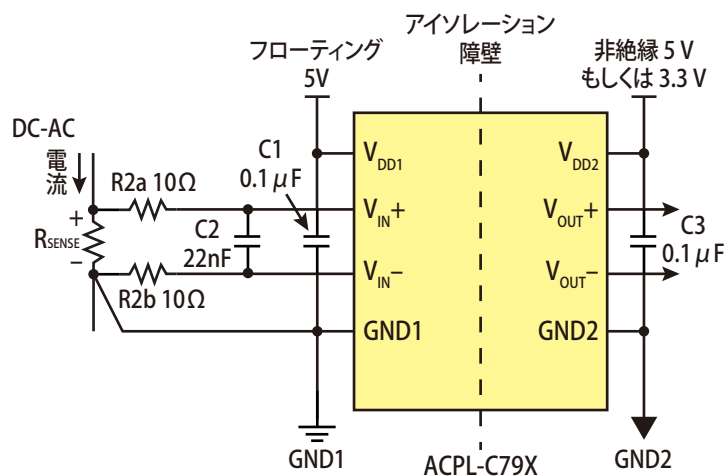 アイソレーション
障壁
フローティング
5V
非絶縁 5 V
もしくは 3.3 V
DC-AC
電流
R2a 10Ω
C1
0.1 μF
VDD1
VDD2
+
RSENSE
−
C2
22nF
VIN+
VOUT+
C3
0.1 μF
VIN−
VOUT−
R2b 10Ω
GND1
GND2
GND1
ACPL-C79X
GND2